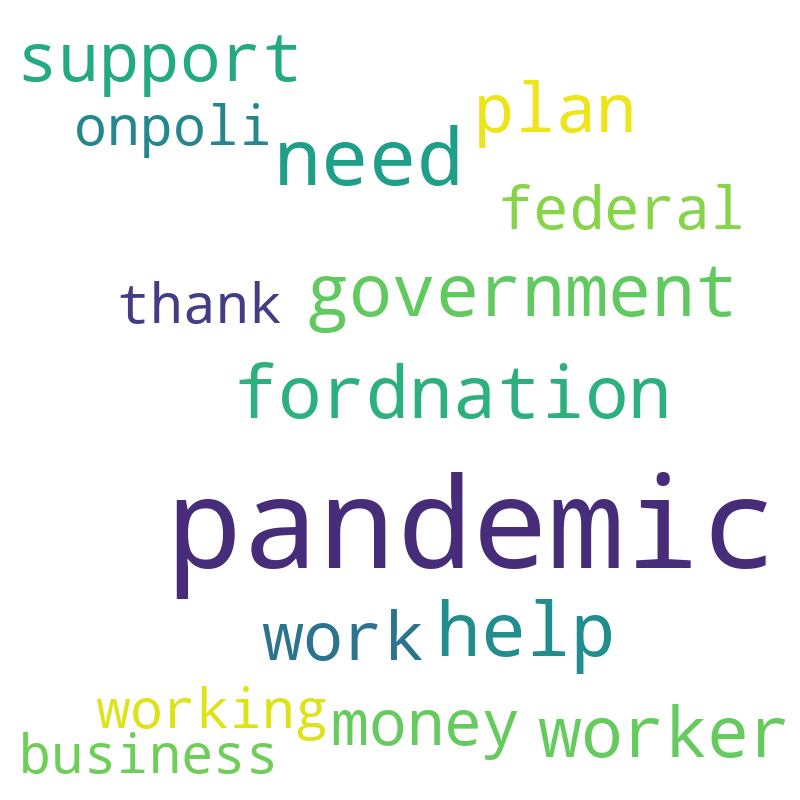 support
plan
onpoli
need
federal
government
thank
fordnation
pandemic
help
work
working
money
worker
business